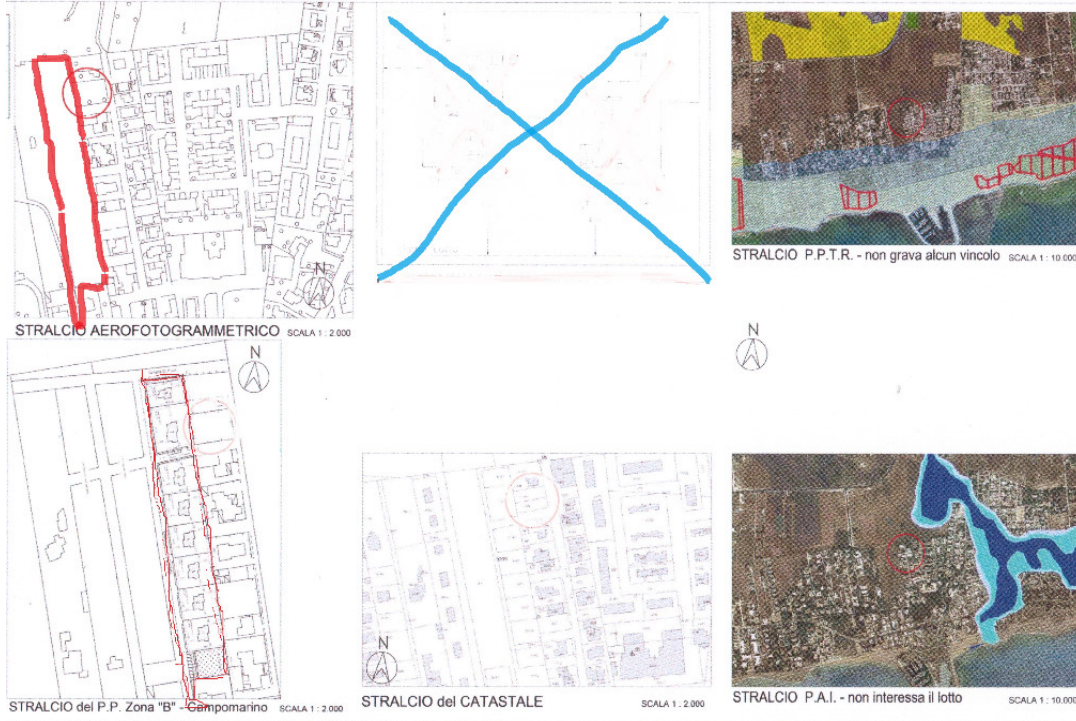 N
STRALCIO AEROFOTOGRAMMETRICO SCALA 1 : 2.000
STRALCIO P.P.T.R. - non grava alcun vincolo SCALA 1 : 10.000
N
N
N
STRALCIO del P.P. Zona "B" - Campomarino SCALA 1 : 2.000
STRALCIO del CATASTALE SCALA 1 : 2.000
STRALCIO P.A.I. - non interessa il lotto SCALA 1 : 10.000